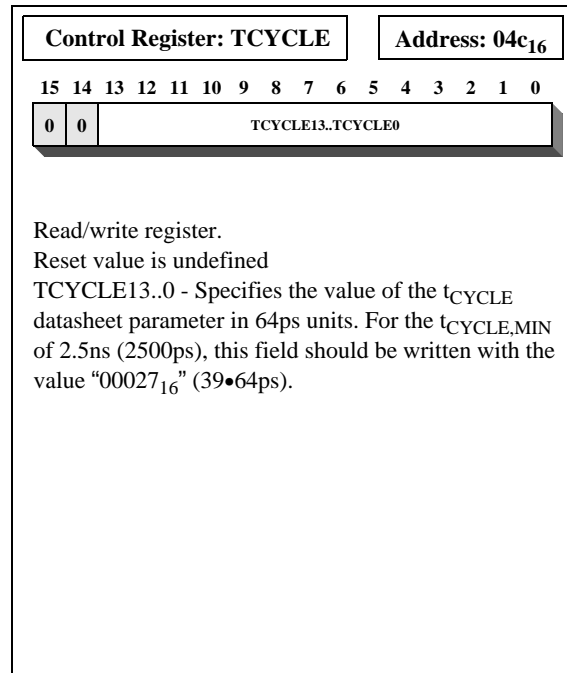 Control Register: TCYCLE Address: 04c16
15 14 13 12 11 10 9 8 7 6 5 4 3 2 1 0
0 0 TCYCLE13..TCYCLE0
Read/write register.
Reset value is undefined
TCYCLE13..0 - Specifies the value of the tCYCLE
datasheet parameter in 64ps units. For the tCYCLE,MIN
of 2.5ns (2500ps), this field should be written with the
value “0002716” (39•64ps).